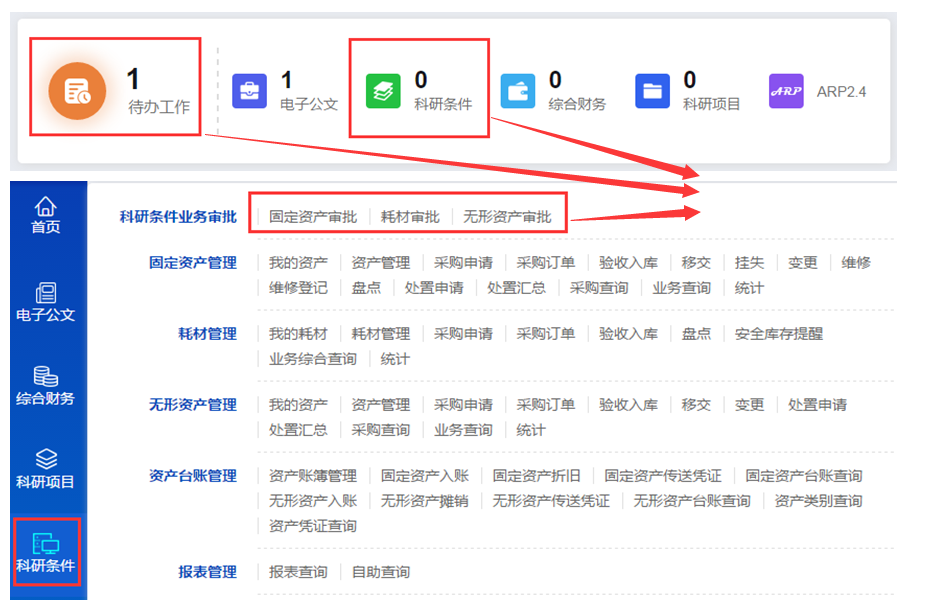 1
待办工作
1
电子公文
0
科研条件
0
综合财务
0
科研项目
ARP
ARP2.4
首页
电子公文
综合财务
科研项目
科研条件
科研条件业务审批 固定资产审批 耗材审批 无形资产审批
固定资产管理 我的资产 资产管理 采购申请 采购订单 验收入库 移交 挂失 变更 维修
维修登记 盘点 处置申请 处置汇总 采购查询 业务查询 统计
耗材管理 我的耗材 耗材管理 采购申请 采购订单 验收入库 盘点 安全库存提醒
业务综合查询 统计
无形资产管理 我的资产 资产管理 采购申请 采购订单 验收入库 移交 变更 处置申请
处置汇总 采购查询 业务查询 统计
资产台账管理 资产账簿管理 固定资产入账 固定资产折旧 固定资产传送凭证 固定资产台账查询
无形资产入账 无形资产摊销 无形资产传送凭证 无形资产台账查询 资产类别查询
资产凭证查询
报表管理 报表查询 自助查询